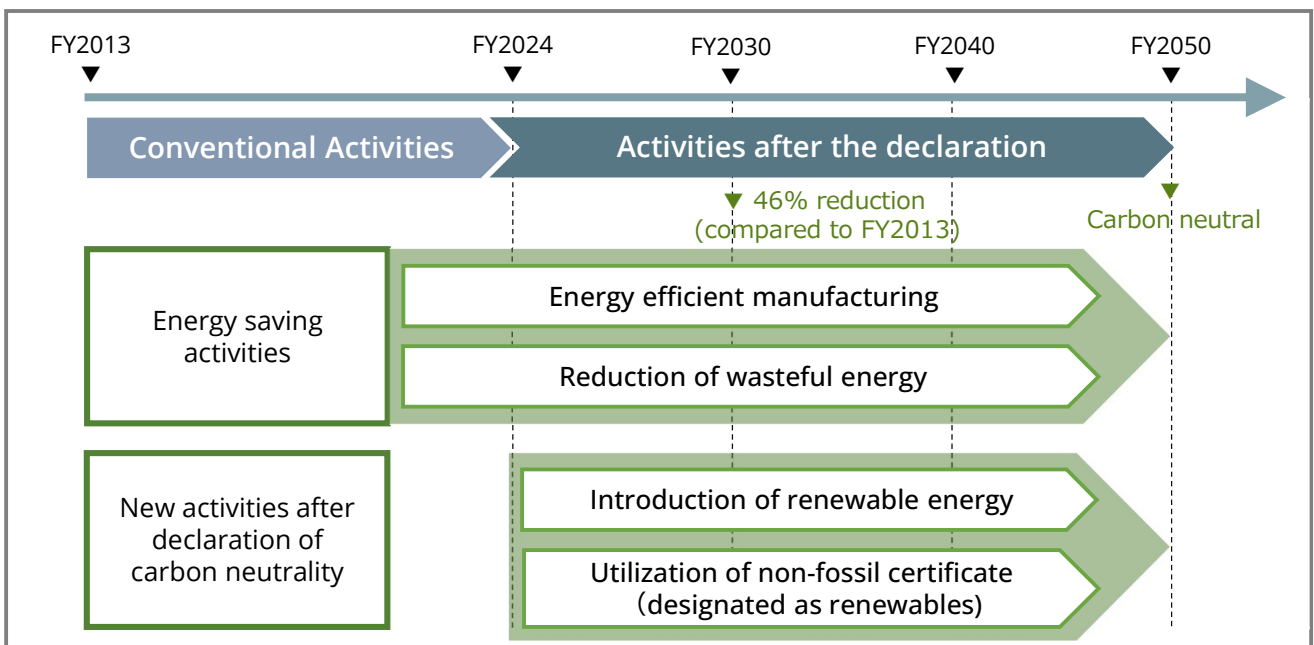 FY2013
FY2024
FY2030
FY2040
FY2050
Conventional Activities
Activities after the declaration
46% reduction
(compared to FY2013)
Carbon neutral
Energy saving
activities
Energy efficient manufacturing
Reduction of wasteful energy
New activities after
declaration of
carbon neutrality
Introduction of renewable energy
Utilization of non-fossil certificate
（designated as renewables)